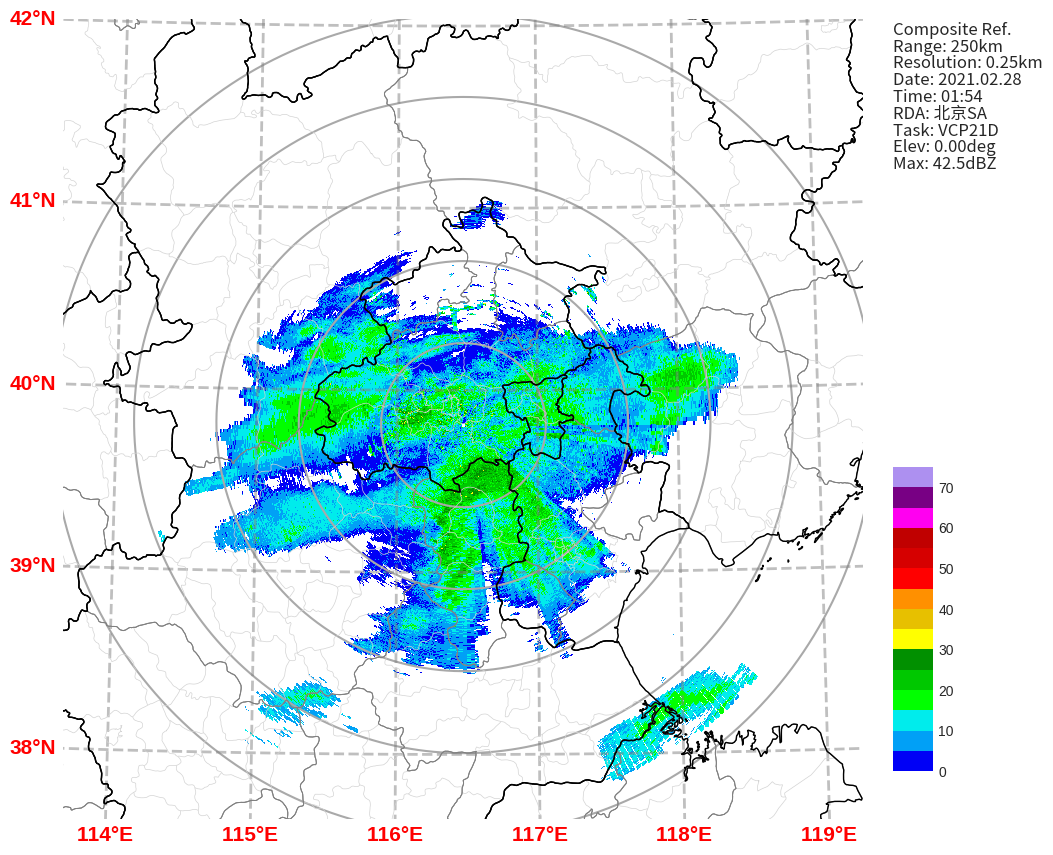 42°N
41°N
40°N
39°N
38°N
114°E 115°E 116°E 117°E 118°E 119°E
Composite Ref.
Range: 250km
Resolution: 0.25km
Date: 2021.02.28
Time: 01:54
RDA: 北京SA
Task: VCP21D
Elev: 0.00deg
Max: 42.5dBZ
70
60
50
40
30
20
10
0